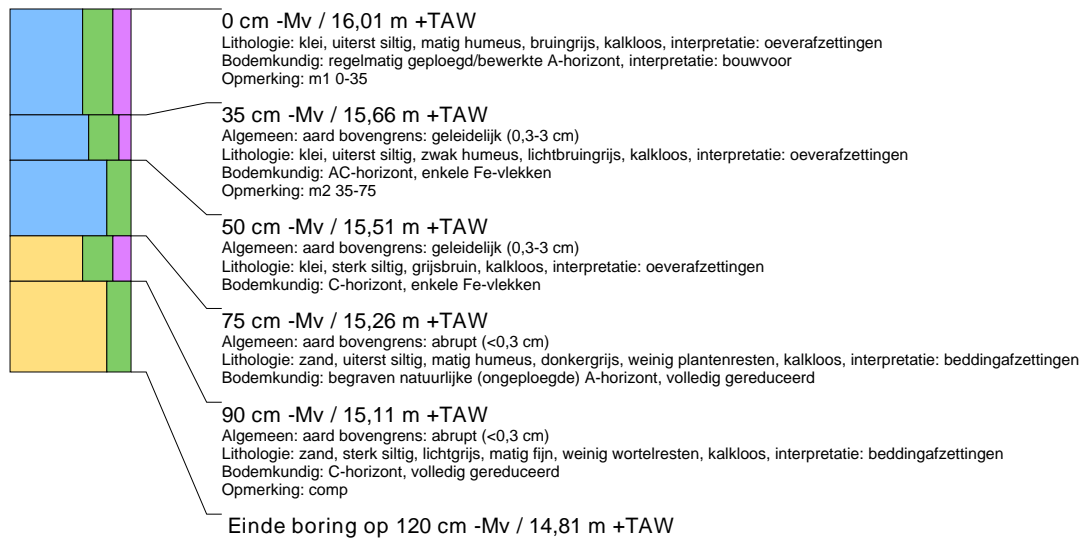 0 cm -Mv / 16,01 m +TAW
Lithologie: klei, uiterst siltig, matig humeus, bruingrijs, kalkloos, interpretatie: oeverafzettingen
Bodemkundig: regelmatig geploegd/bewerkte A-horizont, interpretatie: bouwvoor
Opmerking: m1 0-35
35 cm -Mv / 15,66 m +TAW
Algemeen: aard bovengrens: geleidelijk (0,3-3 cm)
Lithologie: klei, uiterst siltig, zwak humeus, lichtbruingrijs, kalkloos, interpretatie: oeverafzettingen
Bodemkundig: AC-horizont, enkele Fe-vlekken
Opmerking: m2 35-75
50 cm -Mv / 15,51 m +TAW
Algemeen: aard bovengrens: geleidelijk (0,3-3 cm)
Lithologie: klei, sterk siltig, grijsbruin, kalkloos, interpretatie: oeverafzettingen
Bodemkundig: C-horizont, enkele Fe-vlekken
75 cm -Mv / 15,26 m +TAW
Algemeen: aard bovengrens: abrupt (<0,3 cm)
Lithologie: zand, uiterst siltig, matig humeus, donkergrijs, weinig plantenresten, kalkloos, interpretatie: beddingafzettingen
Bodemkundig: begraven natuurlijke (ongeploegde) A-horizont, volledig gereduceerd
90 cm -Mv / 15,11 m +TAW
Algemeen: aard bovengrens: abrupt (<0,3 cm)
Lithologie: zand, sterk siltig, lichtgrijs, matig fijn, weinig wortelresten, kalkloos, interpretatie: beddingafzettingen
Bodemkundig: C-horizont, volledig gereduceerd
Opmerking: comp
Einde boring op 120 cm -Mv / 14,81 m +TAW